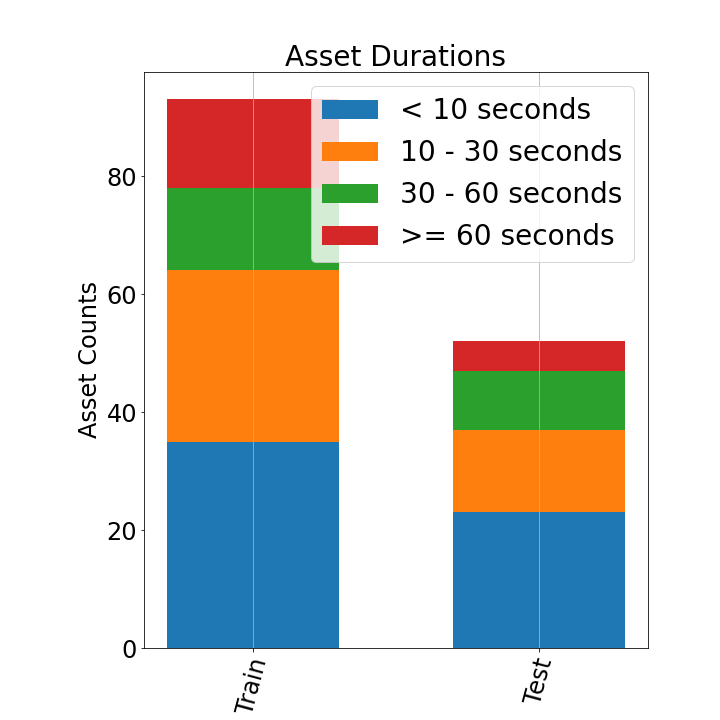 Asset Durations
< 10 seconds
10 - 30 seconds
30 - 60 seconds
>= 60 seconds
Asset Counts
80
60
40
20
0
Train
Test